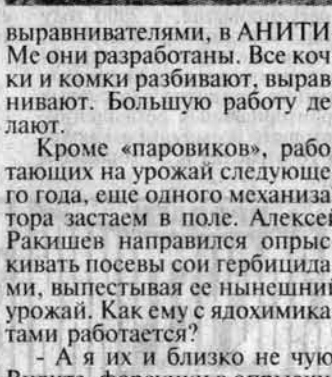 выравнивателями, в АНИТИ
Ме они разработаны. Все коч
ки и комки разбивают, вырав
нивают. Большую работу де
лают.
Кроме «паровиков», рабо
тающих на урожай следующе
го года, еще одного механиза
тора застаем в поле. Алексей
Ракишев направился опрыс
кивать посевы сои гербицида
ми, выпестывая ее нынешний
урожай. Как ему с ядохимика
тами работается?
- А я их и близко не чую